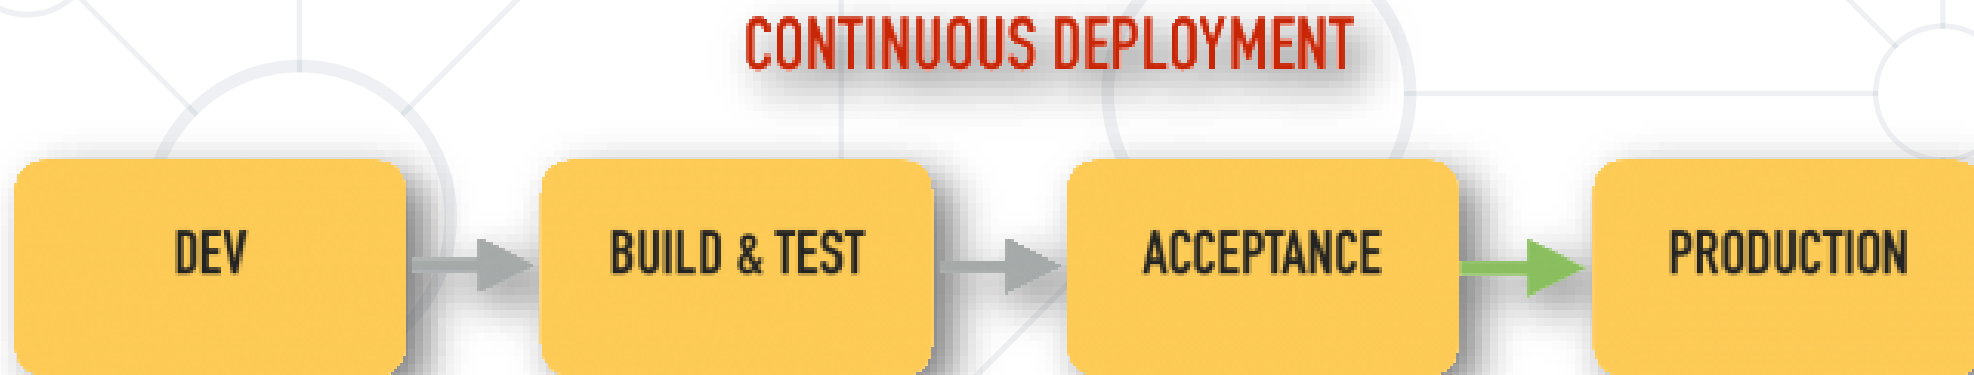 CONTINUOUS DEPLOYMENT
DEV
BUILD & TEST
ACCEPTANCE
PRODUCTION